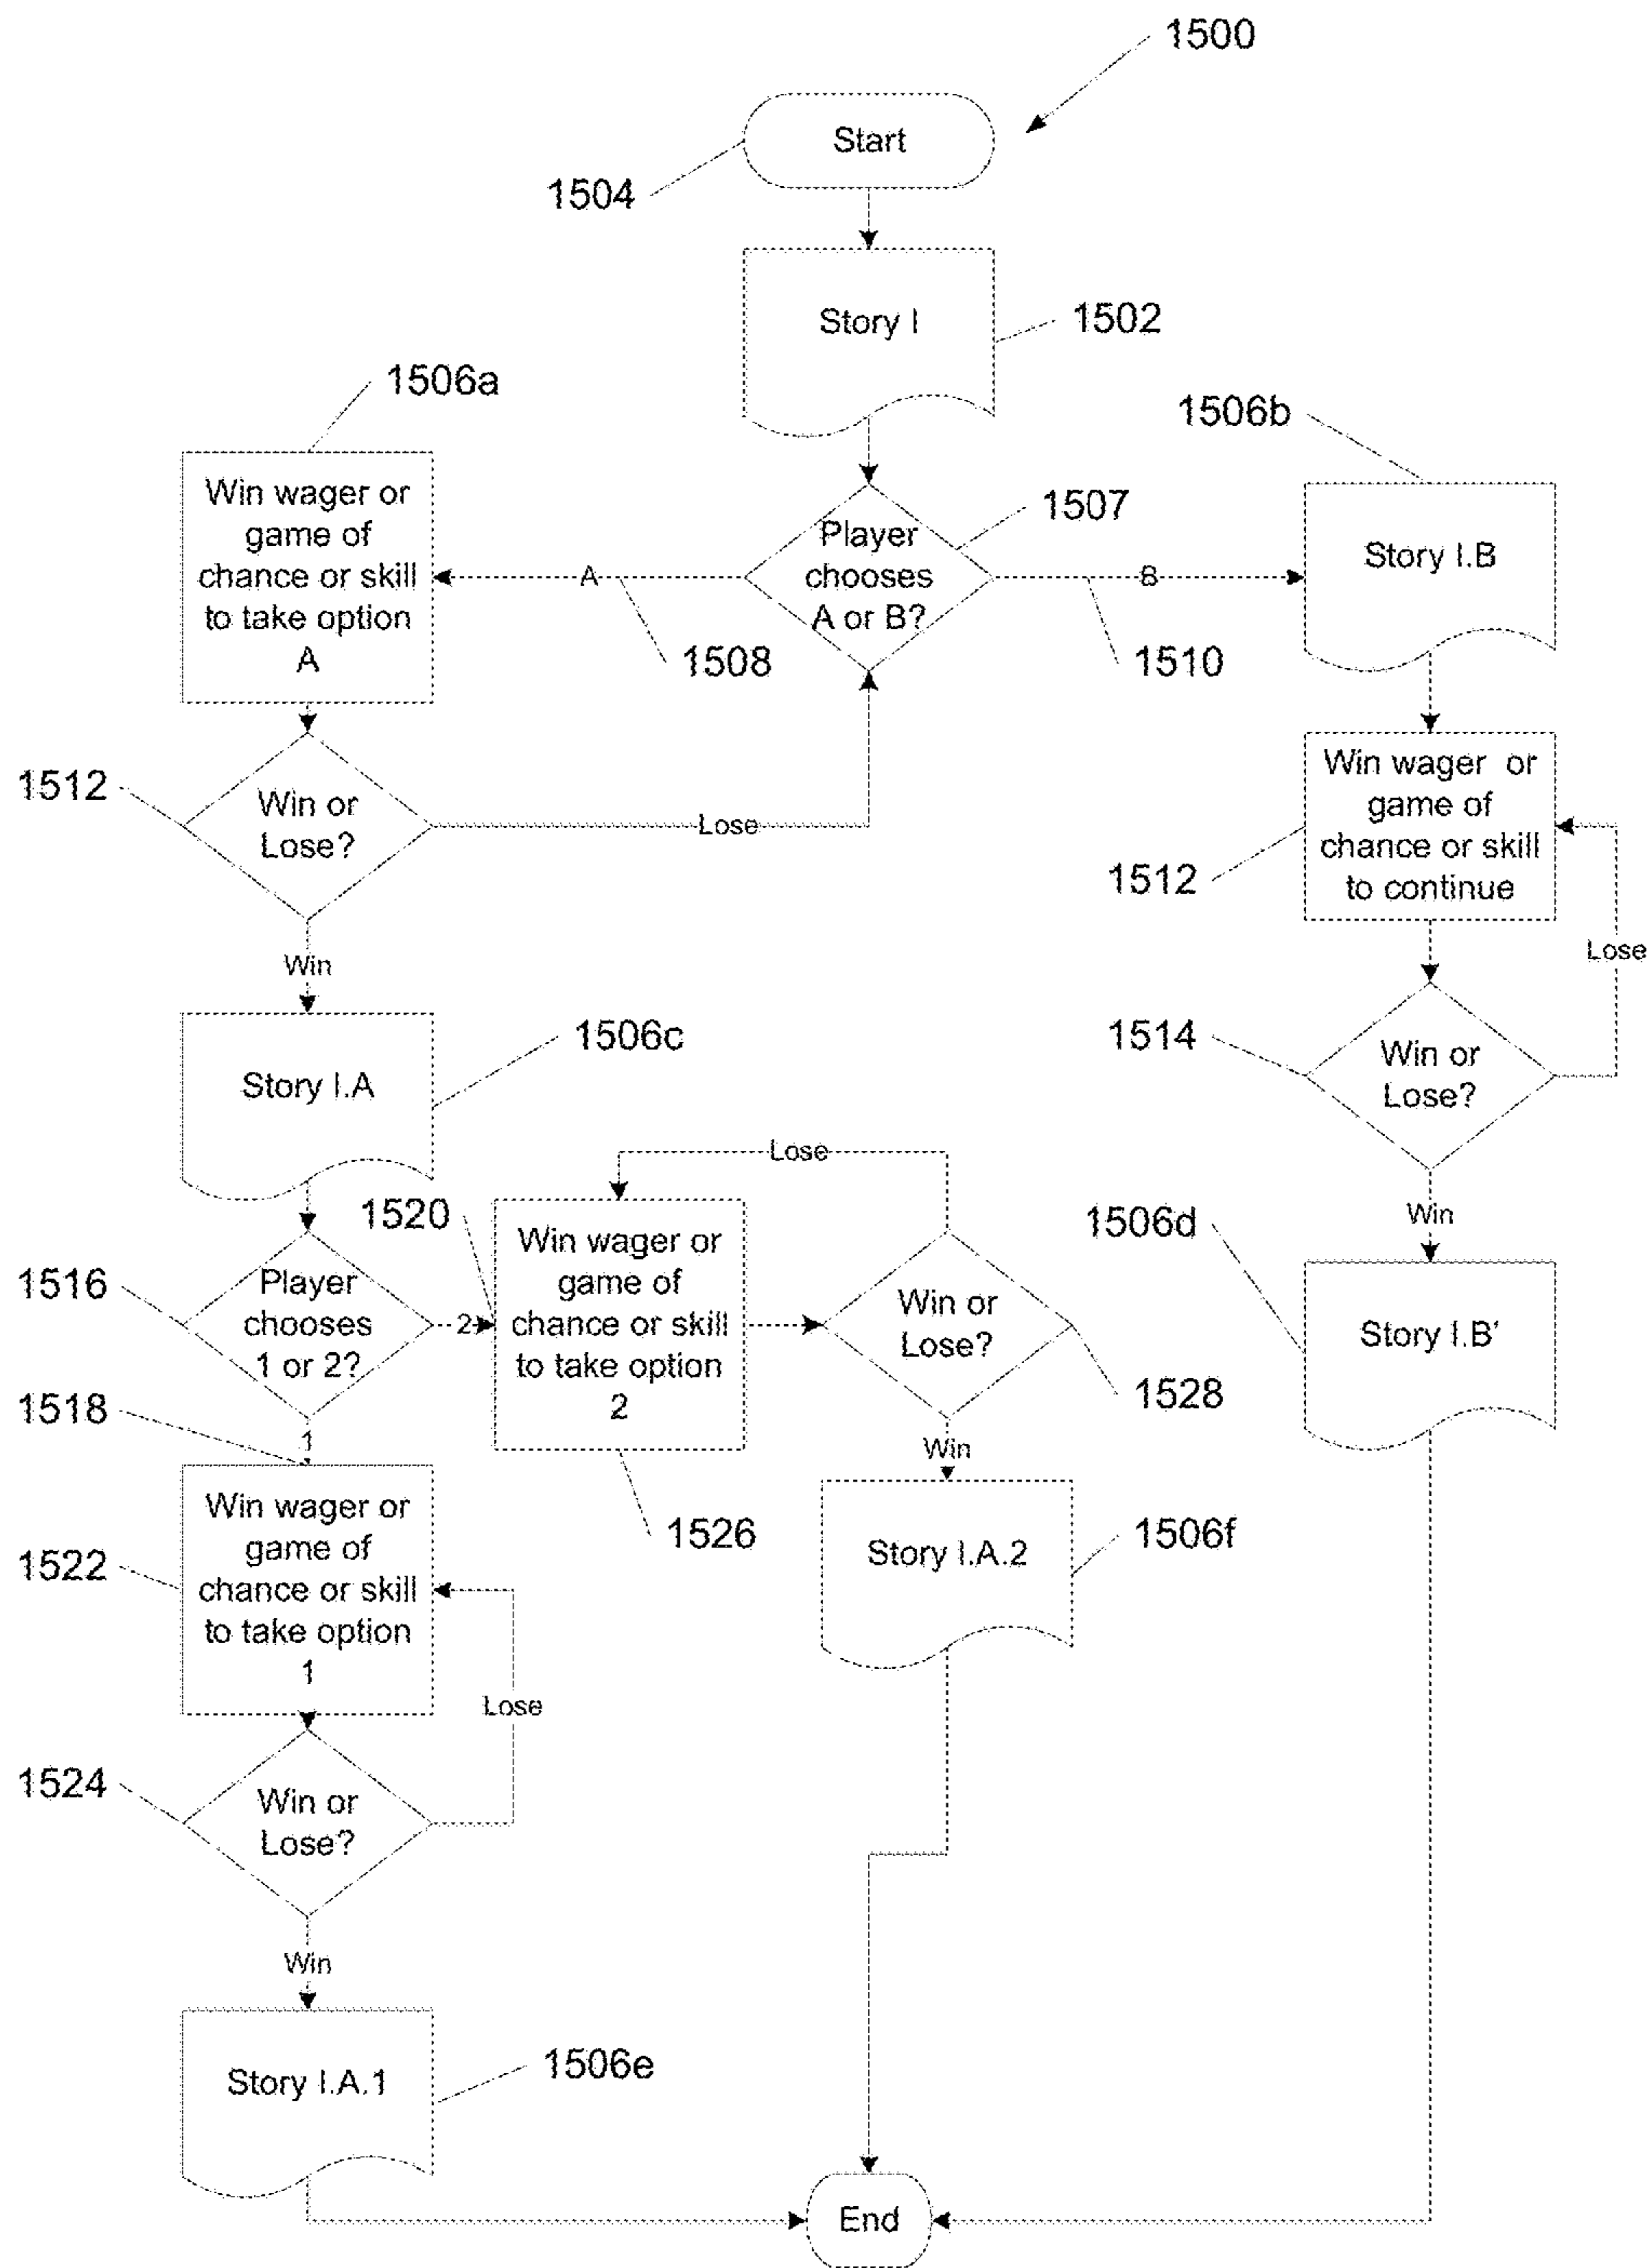 1500
Start
1504
Story I
1502
1506a
1506b
Win wager or
game of
chance or skill
to take option
A
1507
Player
chooses
A or B?
A
B
Story I.B
1508
1510
1512
Win or
Lose?
Lose
Win wager or
game of
chance or skill
to continue
1512
Lose
Win
1506c
Story I.A
1514
Win or
Lose?
Lose
1520
Win wager or
game of
chance or skill
to take option
2
Win
1506d
1516
Player
chooses
1 or 2?
2
Win or
Lose?
Story I.B'
1528
1518
1
Win
1526
Win wager or
game of
chance or skill
to take option
1
1522
Story I.A.2
1506f
Lose
1524
Win or
Lose?
Win
Story I.A.1
1506e
End